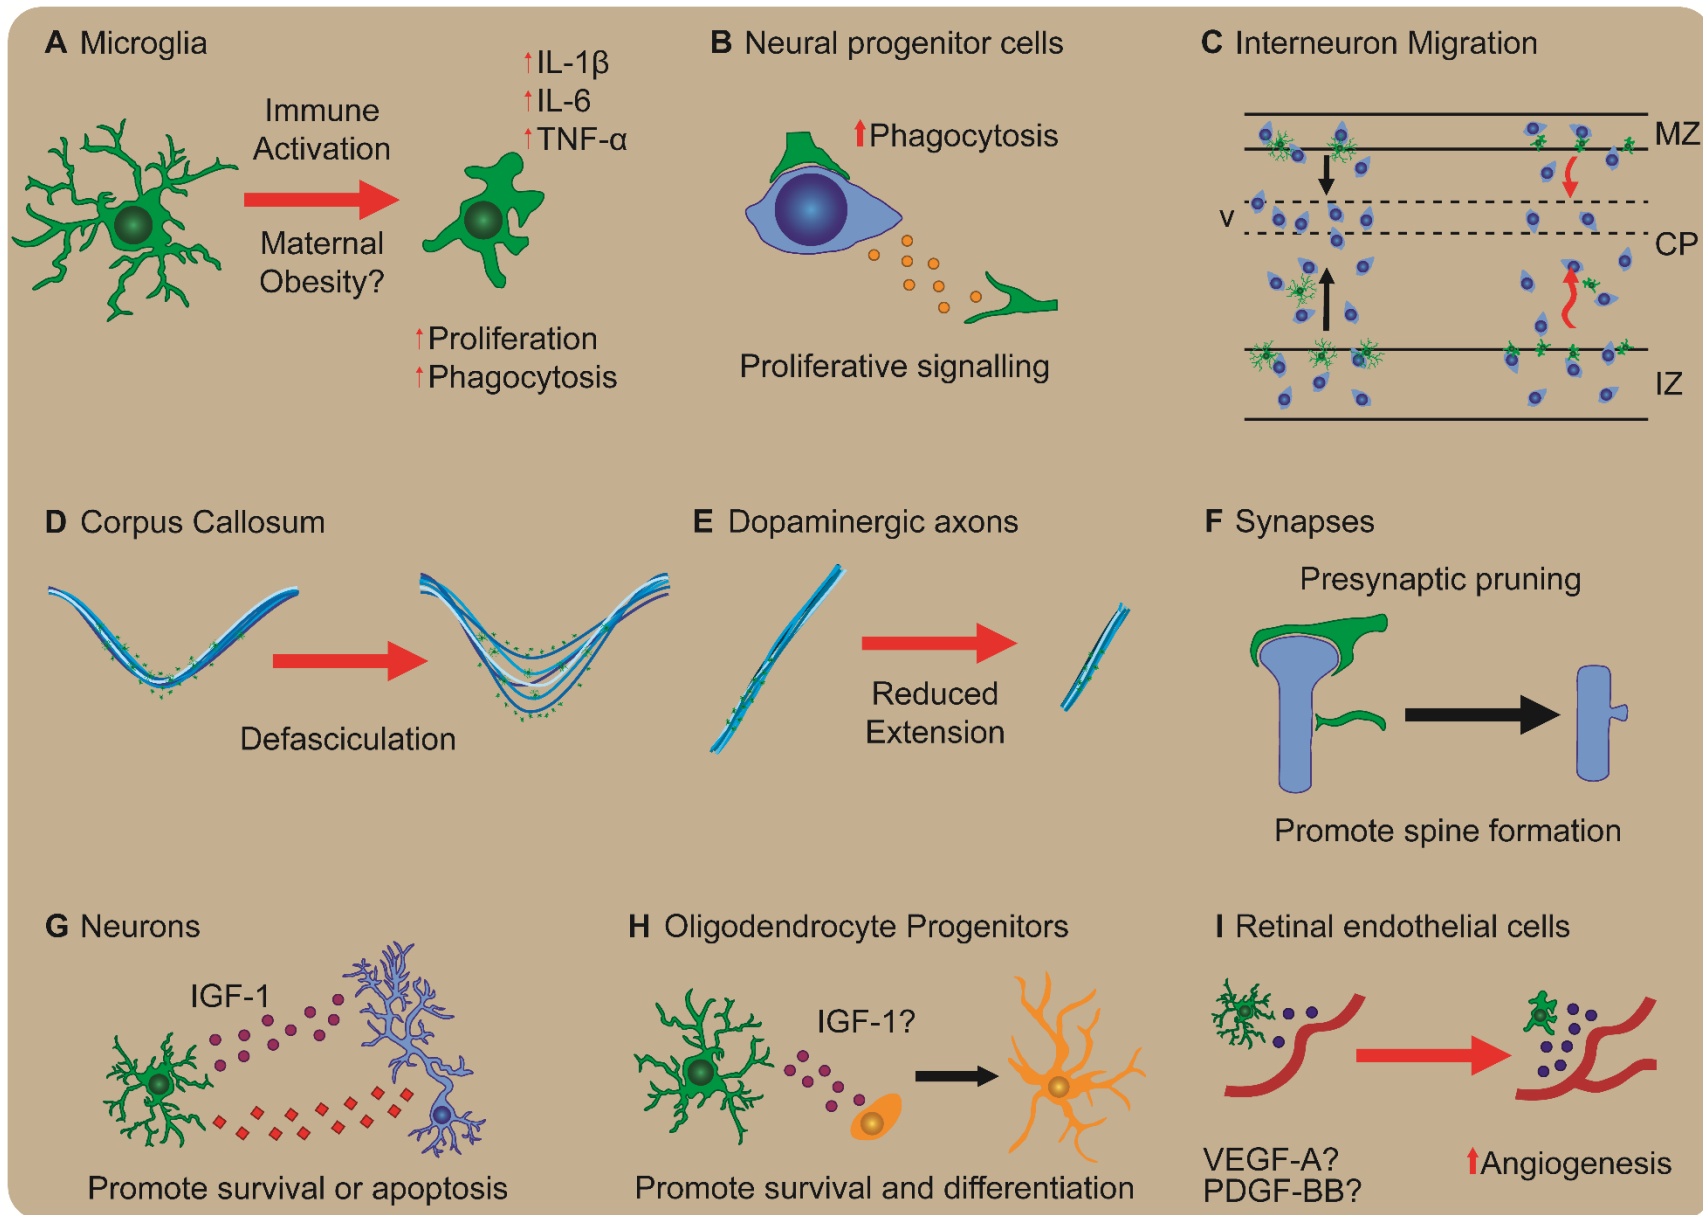 A Microglia
Immune
Activation
Maternal
Obesity?
↑IL-1β
↑IL-6
↑TNF-α
↑Proliferation
↑Phagocytosis
B Neural progenitor cells
↑Phagocytosis
Proliferative signalling
C Interneuron Migration
MZ
V
CP
IZ
D Corpus Callosum
Defasciculation
E Dopaminergic axons
Reduced
Extension
F Synapses
Presynaptic pruning
Promote spine formation
G Neurons
IGF-1
Promote survival or apoptosis
H Oligodendrocyte Progenitors
IGF-1?
Promote survival and differentiation
I Retinal endothelial cells
VEGF-A?
PDGF-BB?
↑Angiogenesis